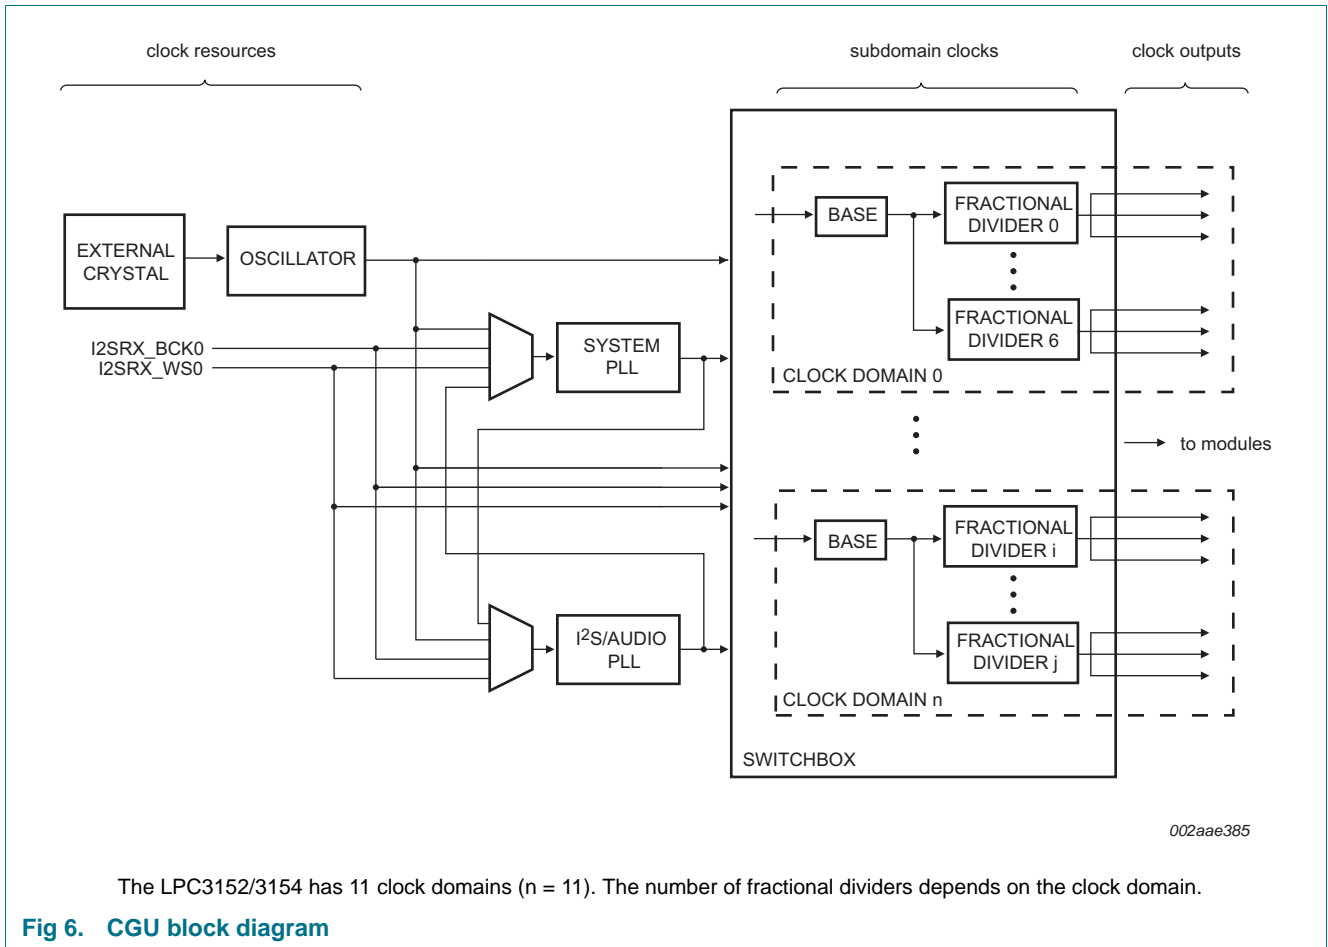 clock resources
subdomain clocks
clock outputs
EXTERNAL
CRYSTAL
OSCILLATOR
I2SRX_BCK0
I2SRX_WS0
SYSTEM
PLL
I²S/AUDIO
PLL
BASE
FRACTIONAL
DIVIDER 0
FRACTIONAL
DIVIDER 6
CLOCK DOMAIN 0
to modules
BASE
FRACTIONAL
DIVIDER i
FRACTIONAL
DIVIDER j
CLOCK DOMAIN n
SWITCHBOX
002aae385
The LPC3152/3154 has 11 clock domains (n = 11). The number of fractional dividers depends on the clock domain.
Fig 6. CGU block diagram